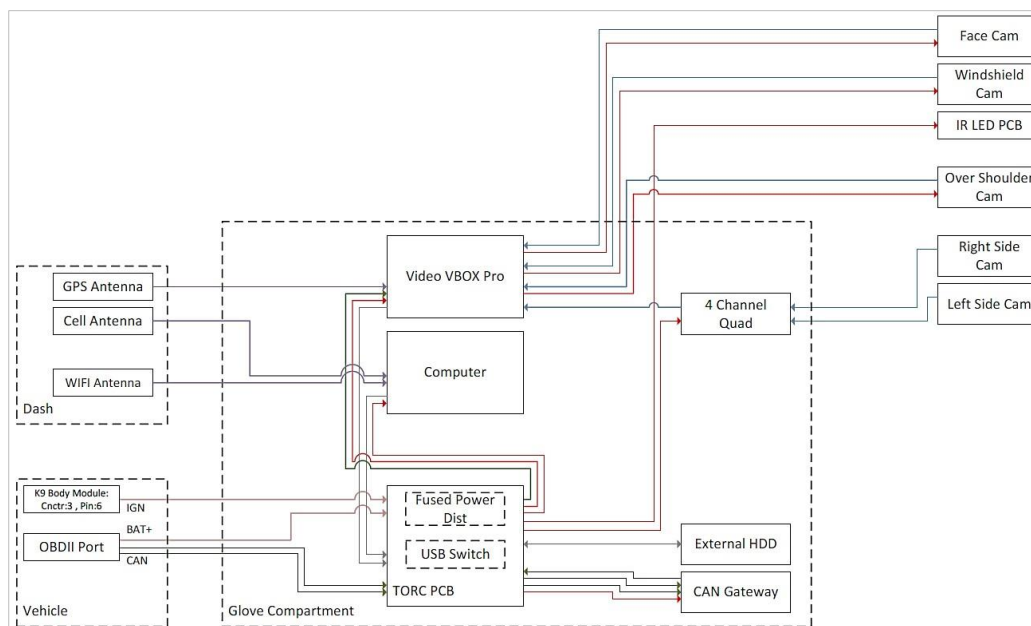 Face Cam
Windshield
Cam
IR LED PCB
Over Shoulder
Cam
Right Side
Cam
Left Side Cam
Video VBOX Pro
4 Channel
Quad
GPS Antenna
Cell Antenna
WIFI Antenna
Dash
Computer
K9 Body Module:
Cnctr:3 , Pin:6
IGN
BAT+
OBDII Port
CAN
Vehicle
Fused Power
Dist
USB Switch
TORC PCB
External HDD
CAN Gateway
Glove Compartment